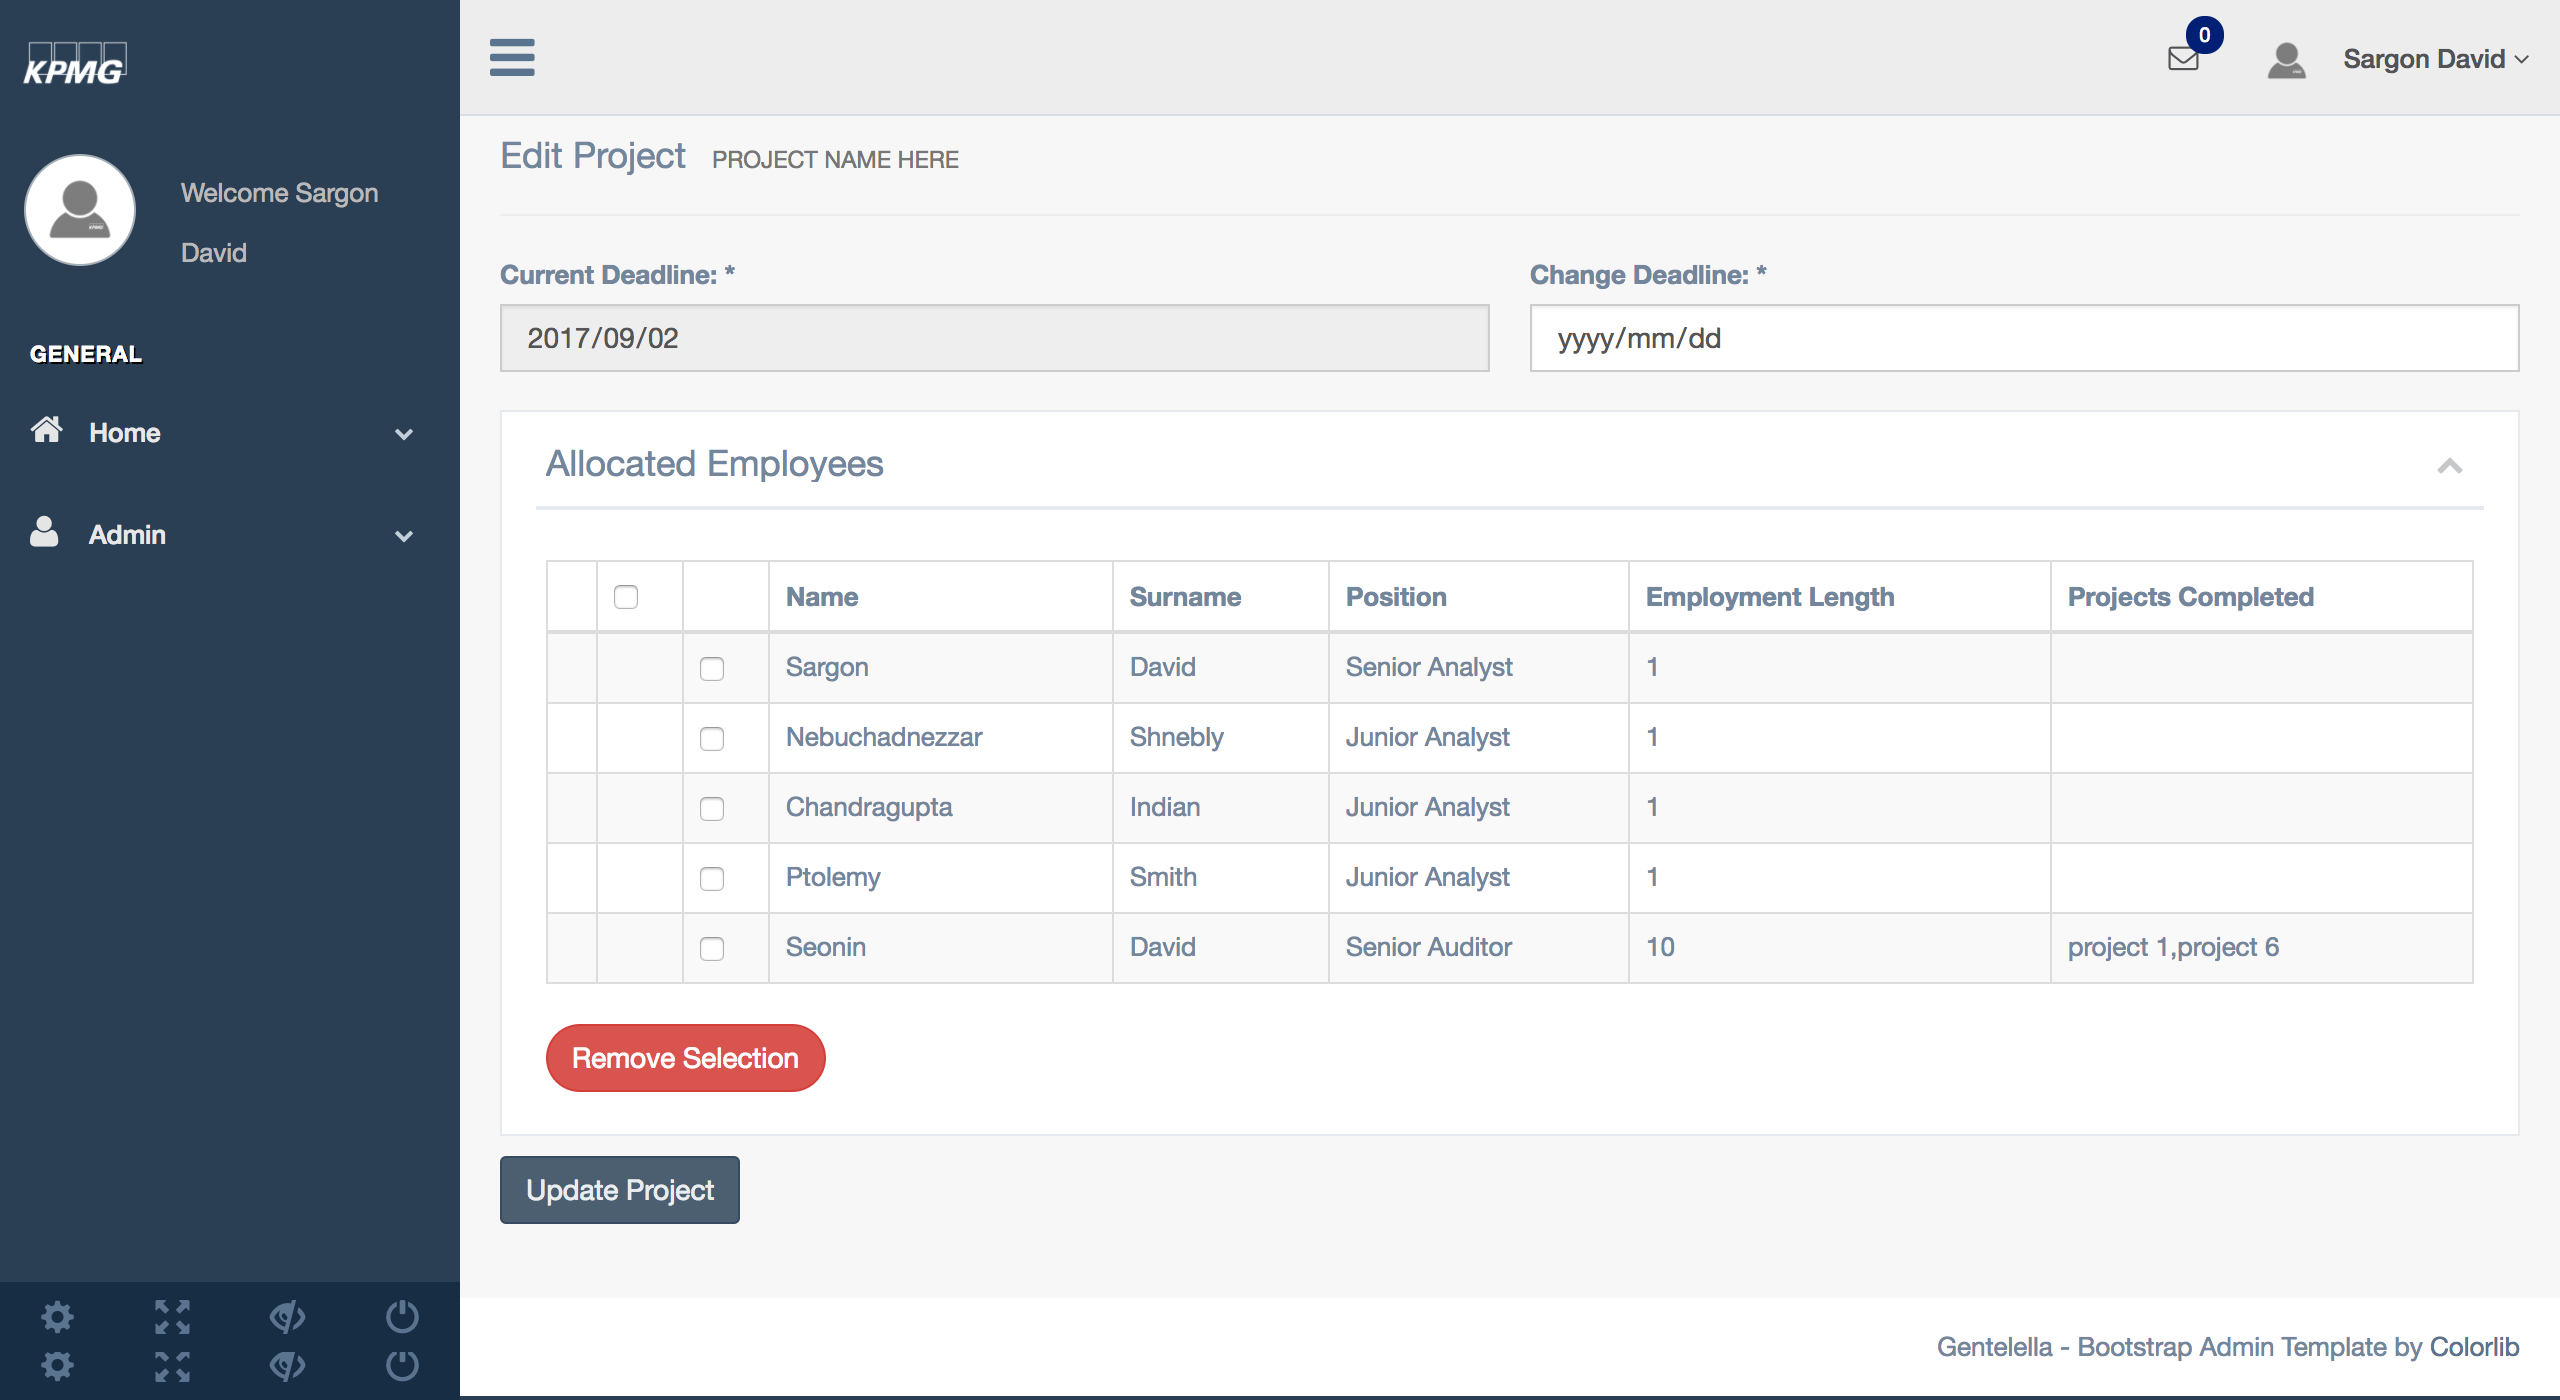 KPMG
0
Sargon David
Welcome Sargon
David
GENERAL
Home
Admin
Edit Project PROJECT NAME HERE
Current Deadline: * Change Deadline: *
2017/09/02 yyyy/mm/dd
Allocated Employees
Name Surname Position Employment Length Projects Completed
Sargon David Senior Analyst 1
Nebuchadnezzar Shnebly Junior Analyst 1
Chandragupta Indian Junior Analyst 1
Ptolemy Smith Junior Analyst 1
Seonin David Senior Auditor 10 project 1,project 6
Remove Selection
Update Project
Gentelella - Bootstrap Admin Template by Colorlib